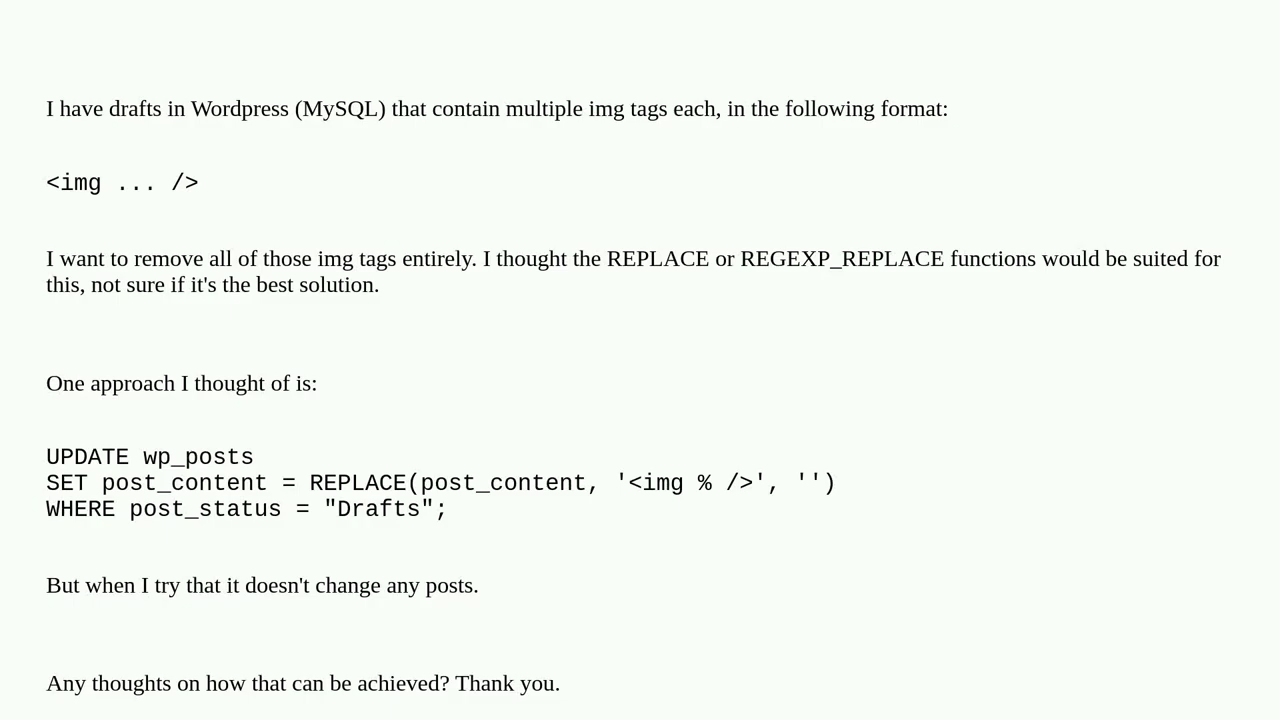 I have drafts in Wordpress (MySQL) that contain multiple img tags each, in the following format:
<img ... />
I want to remove all of those img tags entirely. I thought the REPLACE or REGEXP_REPLACE functions would be suited for
this, not sure if it's the best solution.
One approach I thought of is:
UPDATE wp_posts
SET post_content = REPLACE(post_content, '<img % />', '')
WHERE post_status = "Drafts";
But when I try that it doesn't change any posts.
Any thoughts on how that can be achieved? Thank you.